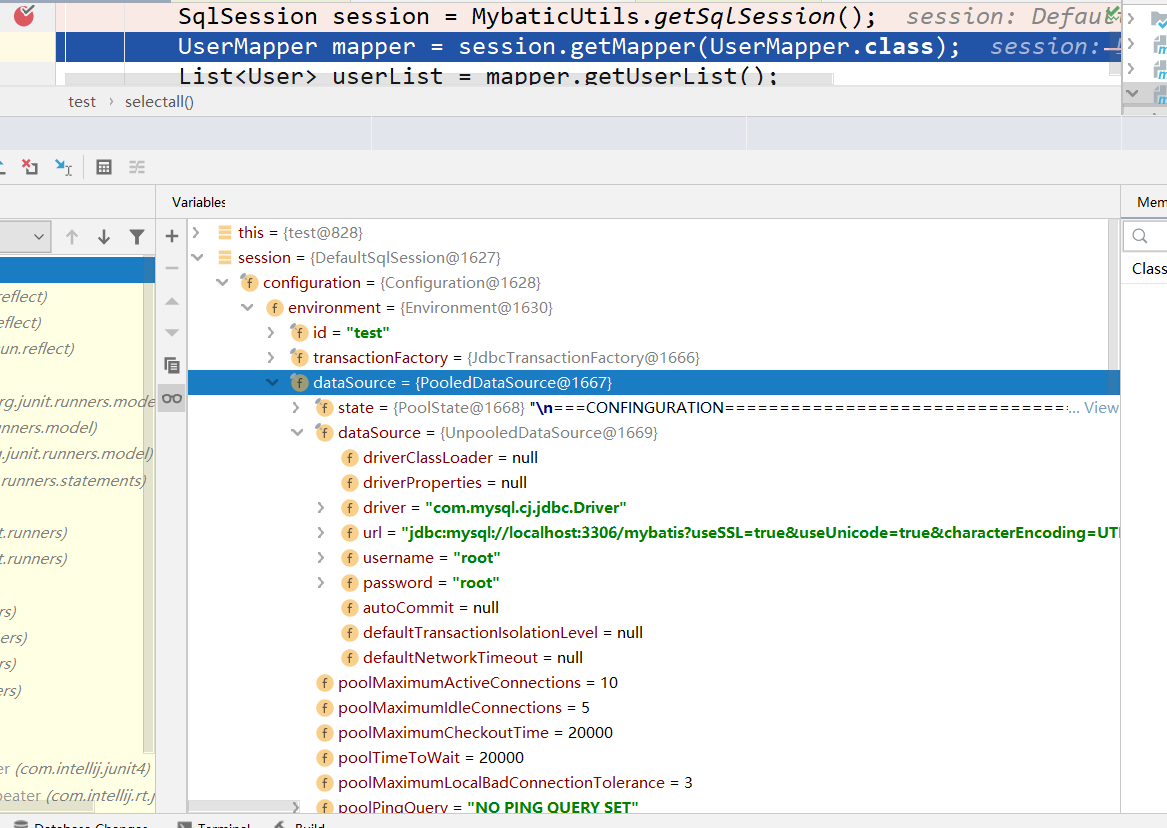 SqlSession session = MybaticUtils.getSqlSession(); session: Defaul
UserMapper mapper = session.getMapper(UserMapper.class); session:
List<User> userList = mapper.getUserList();
test › selectall()
Variables
Mem
this = {test@828}
session = {DefaultSqlSession@1627}
Class
configuration = {Configuration@1628}
reflect)
environment = {Environment@1630}
eflect)
id = "test"
un.reflect)
transactionFactory = {JdbcTransactionFactory@1666}
dataSource = {PooledDataSource@1667}
rg.junit.runners.mode
state = {PoolState@1668} "\n===CONFINGURATION==============================... View
nners.model)
dataSource = {UnpooledDataSource@1669}
.junit.runners.model)
driverClassLoader = null
runners.statements)
driverProperties = null
driver = "com.mysql.cj.jdbc.Driver"
t.runners)
url = "jdbc:mysql://localhost:3306/mybatis?useSSL=true&useUnicode=true&characterEncoding=UT
t.runners)
username = "root"
password = "root"
rs)
autoCommit = null
ers)
defaultTransactionIsolationLevel = null
rs)
defaultNetworkTimeout = null
ers)
poolMaximumActiveConnections = 10
poolMaximumIdleConnections = 5
poolMaximumCheckoutTime = 20000
poolTimeToWait = 20000
er (com.intellij.junit4)
poolMaximumLocalBadConnectionTolerance = 3
peater (com.intellij.rt.j
poolPingQuery = "NO PING QUERY SET"
Database Changes
Terminal
Build